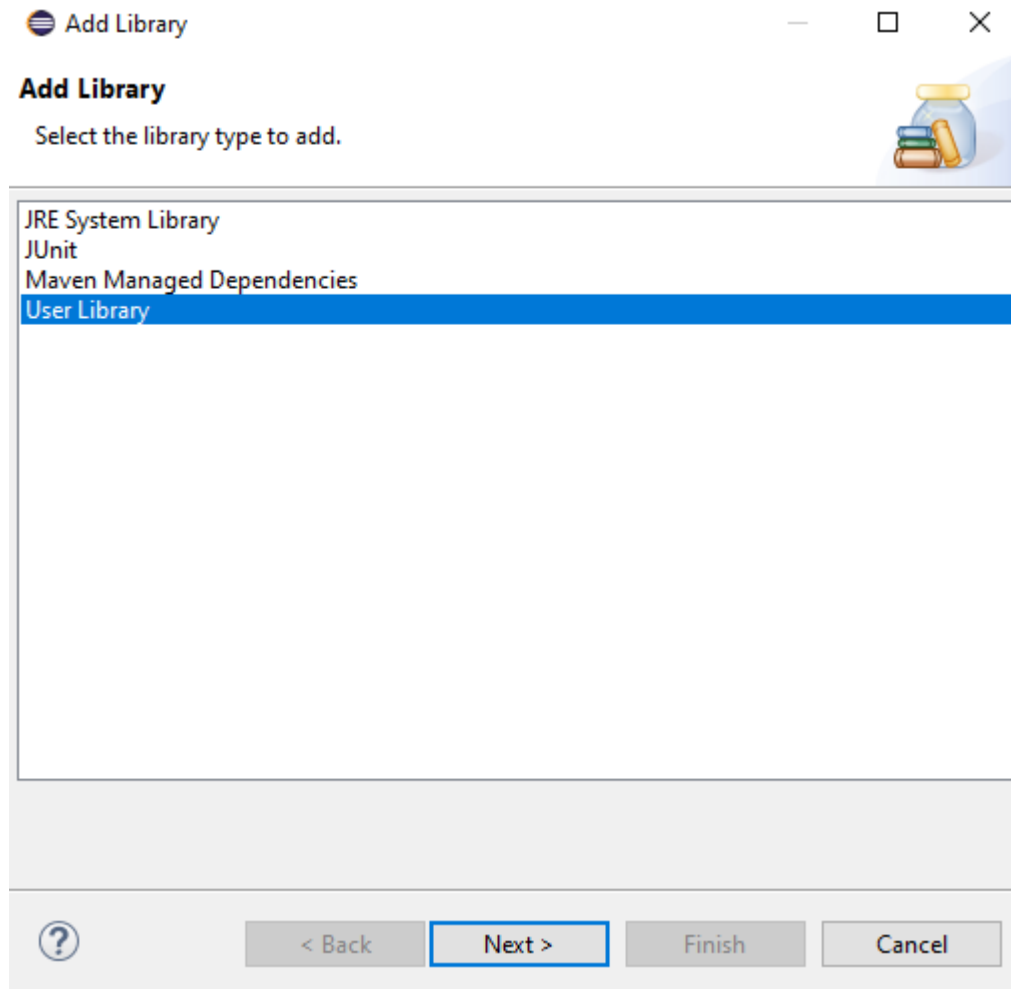 Add Library
Add Library
Select the library type to add.
JRE System Library
JUnit
Maven Managed Dependencies
User Library
?
< Back
Next >
Finish
Cancel